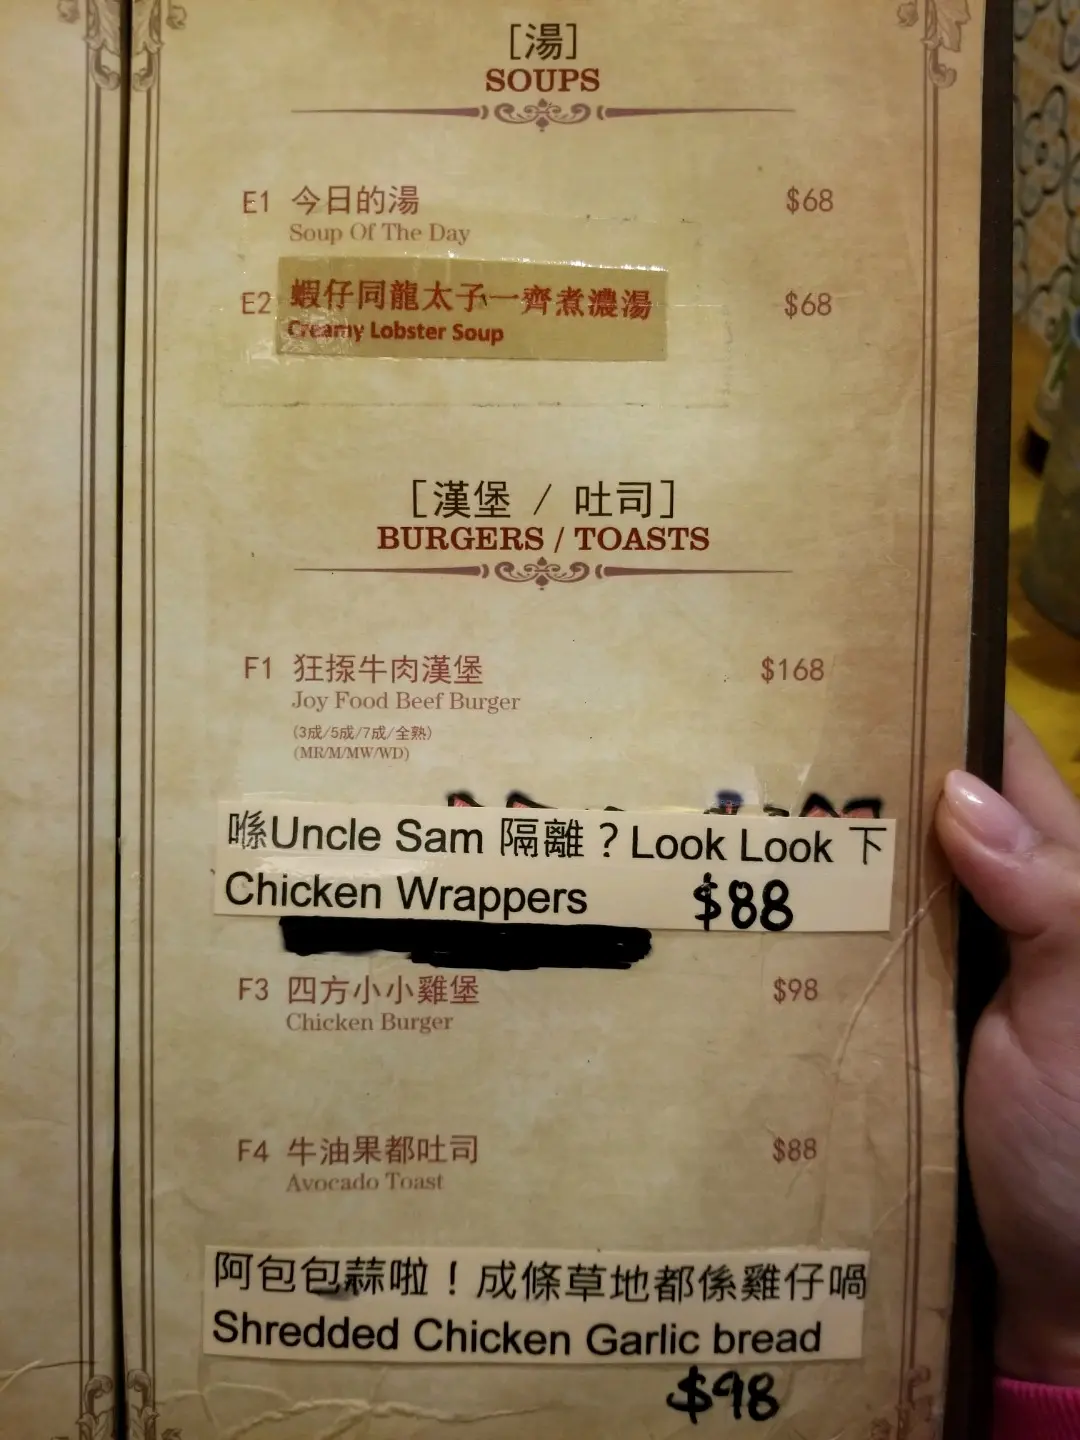 [湯]
SOUPS
E1 今日的湯 $68
Soup Of The Day
E2 蝦仔同龍太子一齊煮濃湯 $68
Creamy Lobster Soup
[漢堡 / 吐司]
BURGERS / TOASTS
F1 狂揼牛肉漢堡 $168
Joy Food Beef Burger
(3成/5成/7成/全熟)
(MR/M/MW/WD)
喺Uncle Sam 隔離？Look Look 下
Chicken Wrappers $88
F3 四方小小雞堡 $98
Chicken Burger
F4 牛油果都吐司 $88
Avocado Toast
阿包包蒜啦！成條草地都係雞仔喎
Shredded Chicken Garlic bread
$98